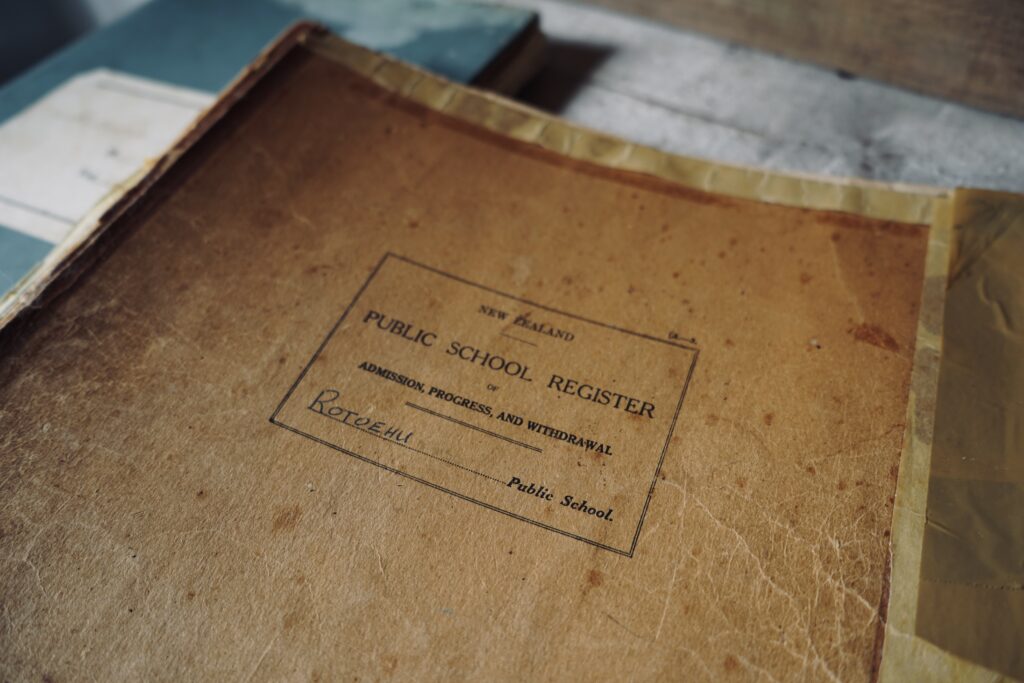 NEW ZEALAND
PUBLIC SCHOOL REGISTER
OF
ADMISSION, PROGRESS, AND WITHDRAWAL
ROTOEHU Public School.